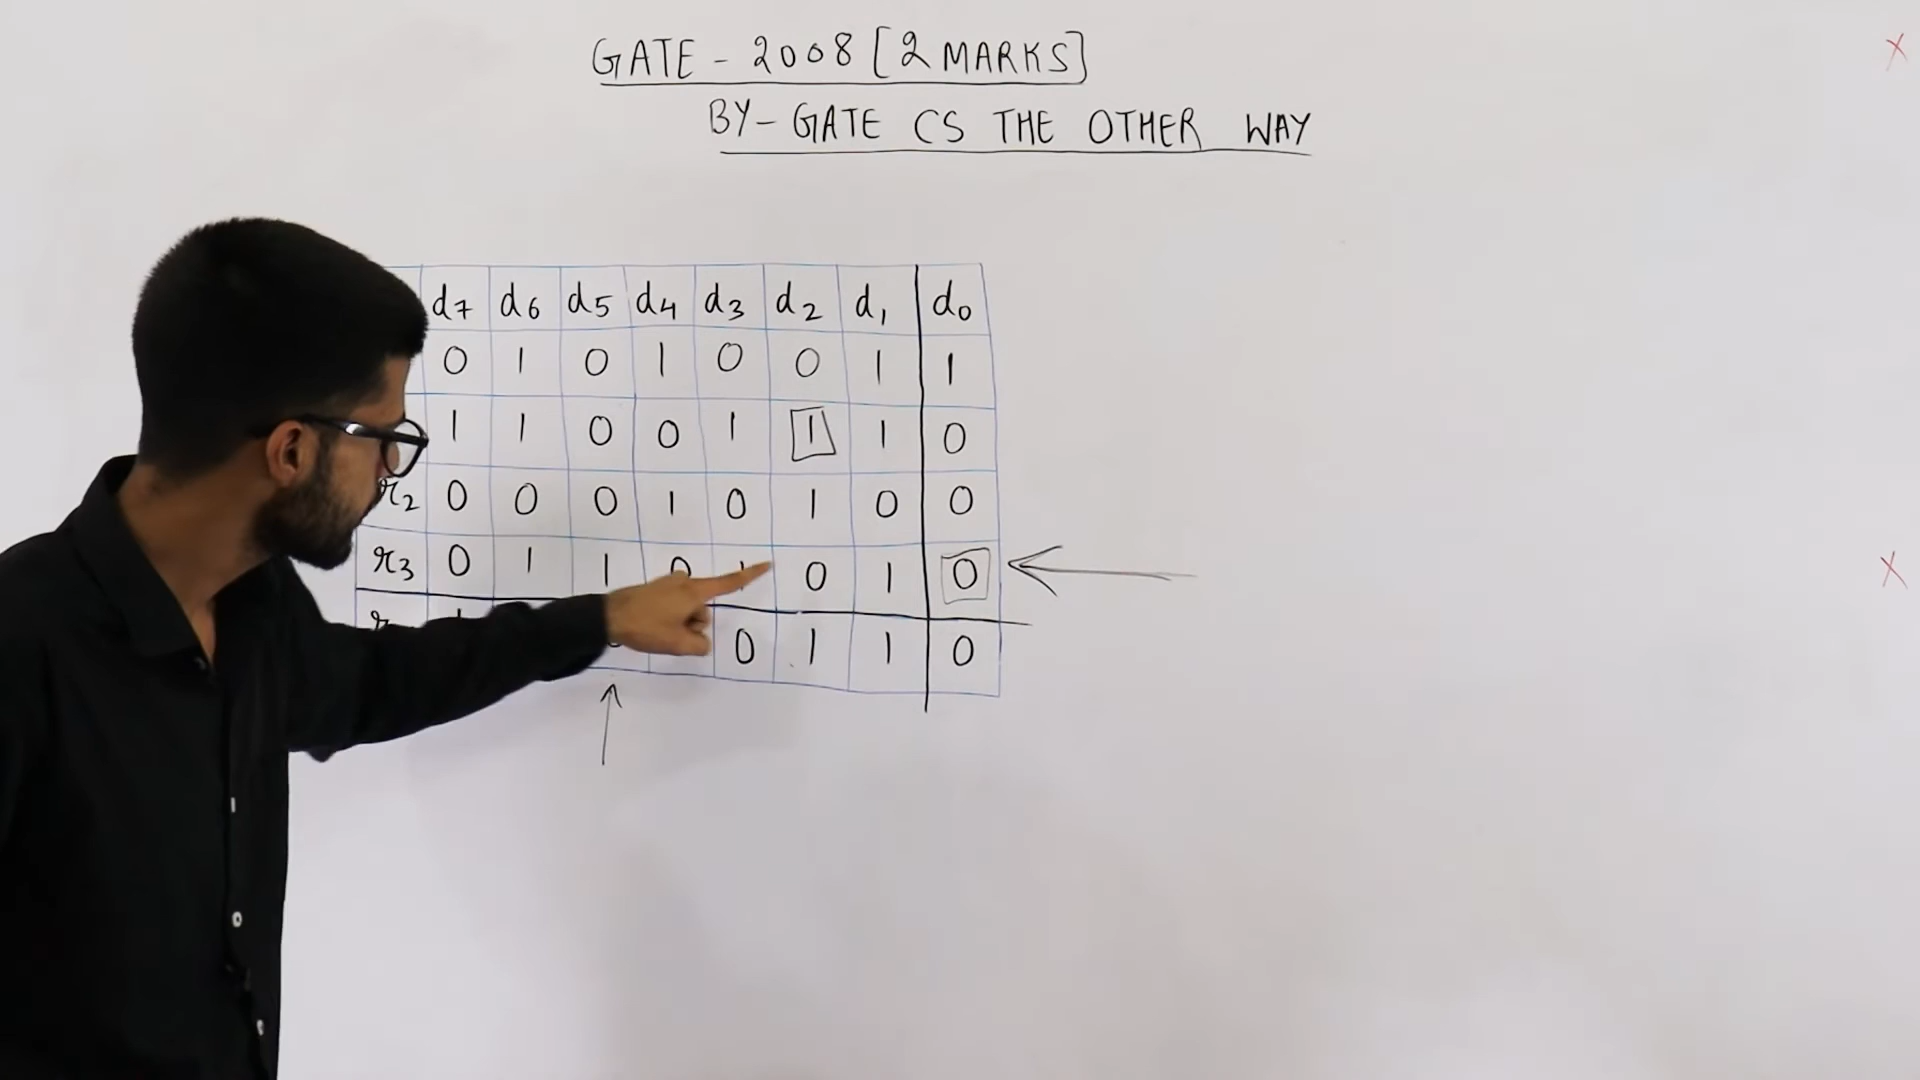 GATE - 2008 [2 MARKS]
BY - GATE CS THE OTHER WAY
d7 d6 d5 d4 d3 d2 d1 d0
0 1 0 1 0 0 1 1
1 1 0 0 1 1 1 0
r2 0 0 0 1 0 1 0 0
r3 0 1 1 0 1 0 1 0
0 1 1 0